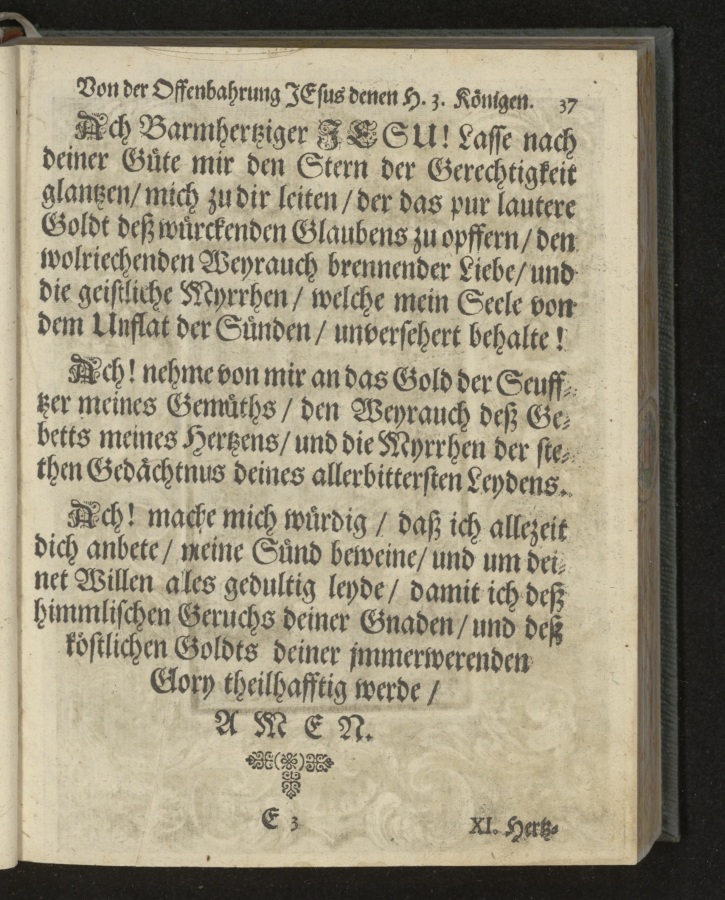 Von der Offenbahrung JEsus denen H. 3. Königen. 37
Ach Barmhertziger JESU! Lasse nach
deiner Güte mir den Stern der Gerechtigkeit
glantzen/ mich zu dir leiten / der das pur lautere
Goldt deß würckenden Glaubens zu opffern / den
wolriechenden Weyrauch brennender Liebe/ und
die geistliche Myrrhen / welche mein Seele von
dem Unflat der Sünden / unversehert behalte !
Ach! nehme von mir an das Gold der Seuff-
tzer meines Gemüths / den Weyrauch deß Ge-
betts meines Hertzens/ und die Myrrhen der ste-
then Gedächtnus deines allerbittersten Leydens.
Ach! mache mich würdig / daß ich allezeit
dich anbete / meine Sünd beweine/ und um dei-
net Willen alles gedultig leyde / damit ich deß
himmlischen Geruchs deiner Gnaden / und deß
köstlichen Goldts deiner jmmerwerenden
Glory theilhafftig werde /
A M E N.
E 3 XI. Hertz-